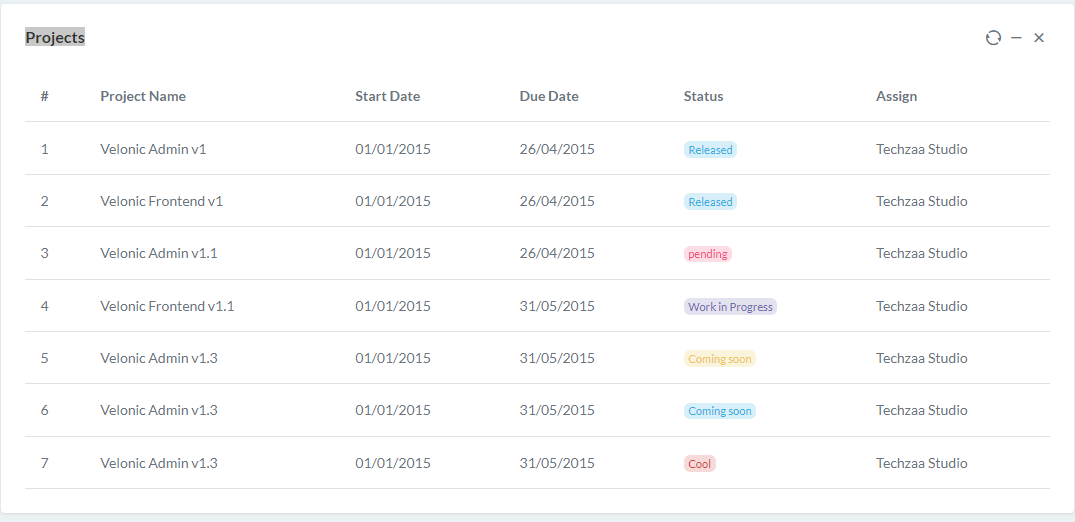 Projects
# Project Name Start Date Due Date Status Assign
1 Velonic Admin v1 01/01/2015 26/04/2015 Released Techzaa Studio
2 Velonic Frontend v1 01/01/2015 26/04/2015 Released Techzaa Studio
3 Velonic Admin v1.1 01/01/2015 26/04/2015 pending Techzaa Studio
4 Velonic Frontend v1.1 01/01/2015 31/05/2015 Work in Progress Techzaa Studio
5 Velonic Admin v1.3 01/01/2015 31/05/2015 Coming soon Techzaa Studio
6 Velonic Admin v1.3 01/01/2015 31/05/2015 Coming soon Techzaa Studio
7 Velonic Admin v1.3 01/01/2015 31/05/2015 Cool Techzaa Studio